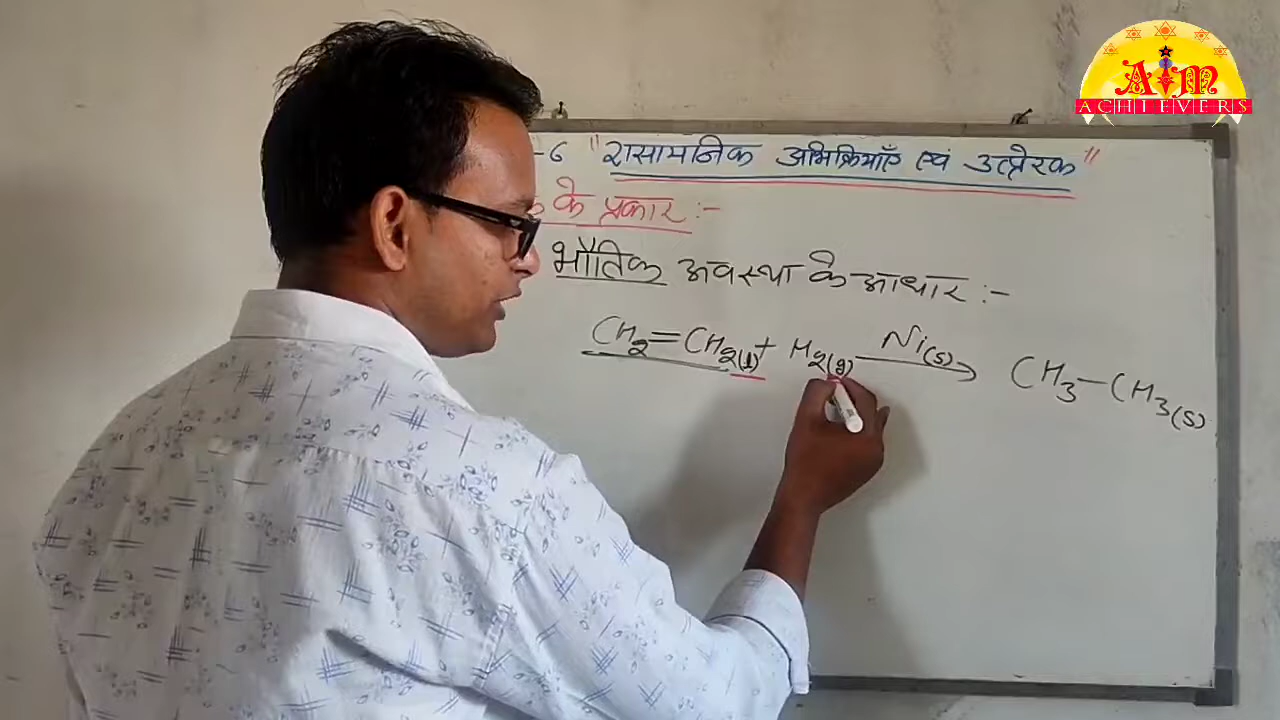 AIM
ACHIEVERS
-6 "रासायनिक अभिक्रियाएँ एवं उत्प्रेरक"
के प्रकार :-
भौतिक अवस्था के आधार :-
CH₂=CH₂(l) + H₂(g) Ni(s) → CH₃-CH₃(s)